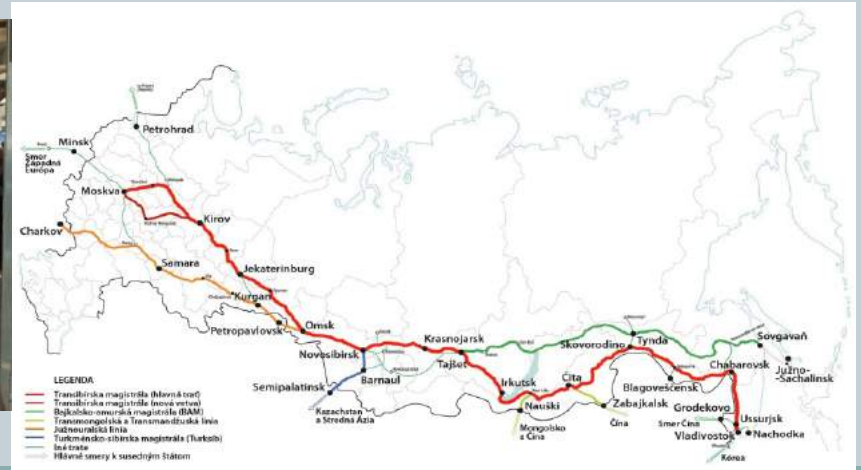 Petrohrad
Minsk
Smer
Západná
Európa
Moskva
Kirov
Charkov
Samara
Jekaterinburg
Kurgan
Petropavlovsk
Omsk
Novosibirsk
Krasnojarsk
Tajšet
Barnaul
Semipalatinsk
Kazachstan
a Stredná Ázia
Irkutsk
Nauški
Mongolsko
a Čína
Čita
Zabajkalsk
Čína
Skovorodino
Tynda
Blagoveščensk
Sovgavaň
Južno-
-Sachalinsk
Chabarovsk
Grodekovo
Smer Čína
Ussurjsk
Vladivostok
Nachodka
Kórea
LEGENDA
Transibírska magistrála (hlavná trať)
Transibírska magistrála (nová vetva)
Bajkalsko-amurská magistrála (BAM)
Transmongolská a Transmandžuská línia
Južnouralská línia
Turkménsko-sibírska magistrála (Turksib)
Iné trate
Hlavné smery k susedným štátom